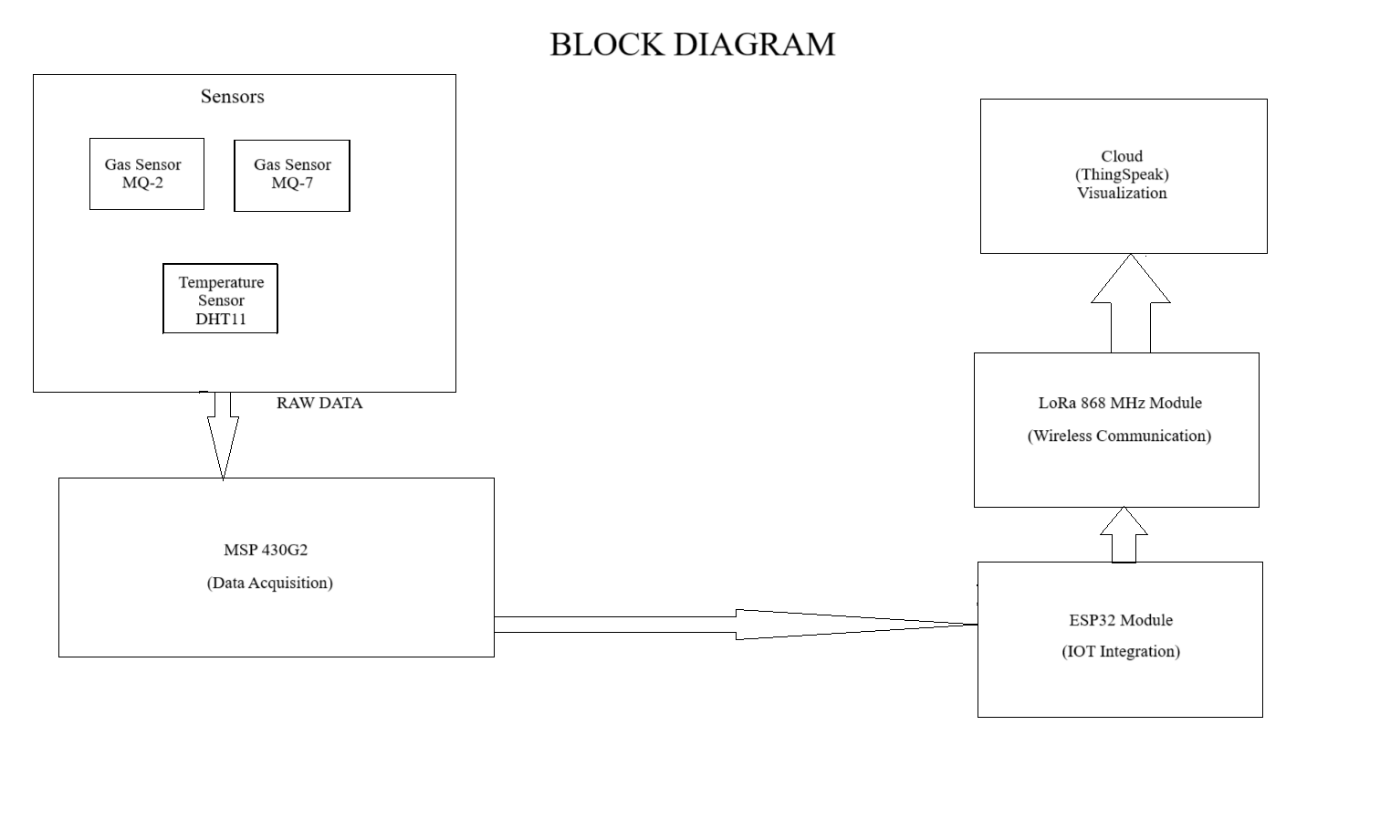 BLOCK DIAGRAM
Sensors
Gas Sensor
MQ-2
Gas Sensor
MQ-7
Temperature
Sensor
DHT11
RAW DATA
MSP 430G2
(Data Acquisition)
Cloud
(ThingSpeak)
Visualization
LoRa 868 MHz Module
(Wireless Communication)
ESP32 Module
(IOT Integration)